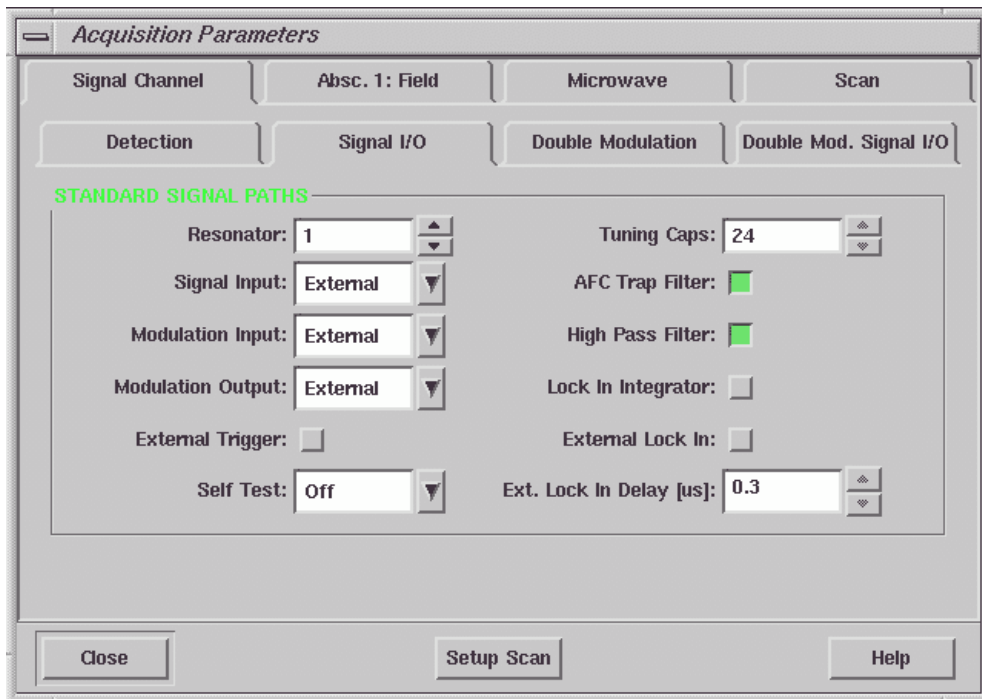 Acquisition Parameters
Signal Channel Absc. 1: Field Microwave Scan
Detection Signal I/O Double Modulation Double Mod. Signal I/O
STANDARD SIGNAL PATHS
Resonator: 1 Tuning Caps: 24
Signal Input: External AFC Trap Filter:
Modulation Input: External High Pass Filter:
Modulation Output: External Lock In Integrator:
External Trigger: External Lock In:
Self Test: Off Ext. Lock In Delay [us]: 0.3
Close Setup Scan Help